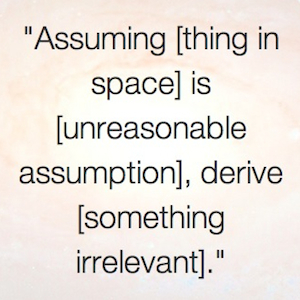 "Assuming [thing in
space] is
[unreasonable
assumption], derive
[something
irrelevant]."